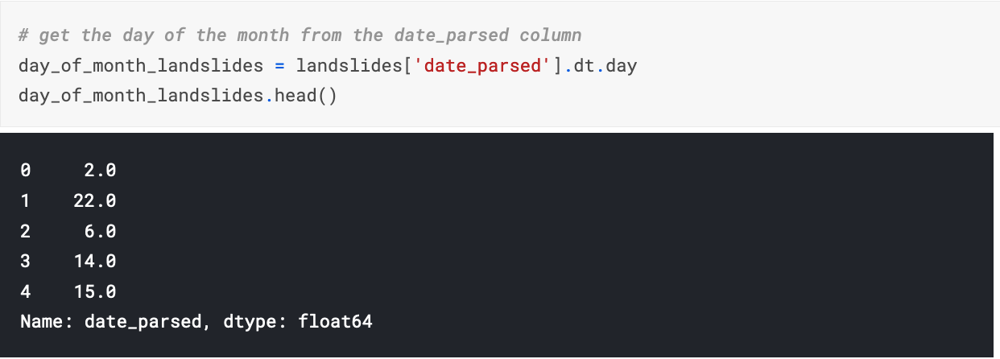 # get the day of the month from the date_parsed column
day_of_month_landslides = landslides['date_parsed'].dt.day
day_of_month_landslides.head()
0     2.0
1    22.0
2     6.0
3    14.0
4    15.0
Name: date_parsed, dtype: float64